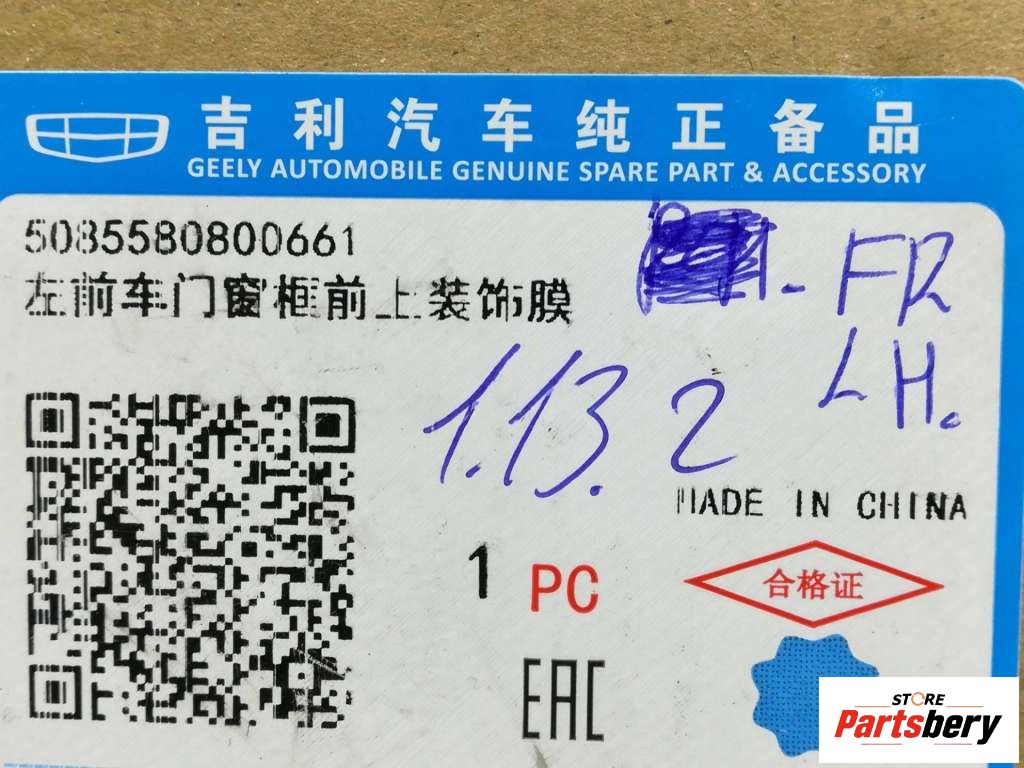 吉利汽车纯正备品
GEELY AUTOMOBILE GENUINE SPARE PART & ACCESSORY
5085580800661
左前车门窗框前上装饰膜
- FR
LH.
1.13. 2
MADE IN CHINA
1 PC
合格证
EAC
STORE
Partsbery